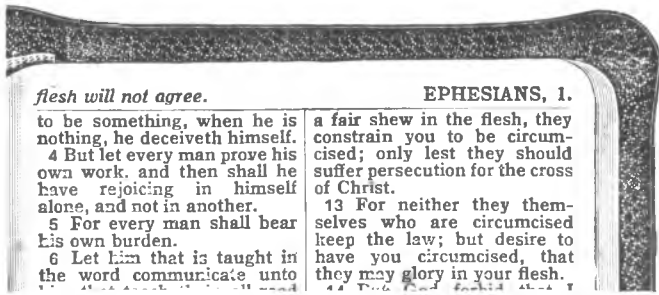 flesh will not agree.
EPHESIANS, 1.
to be something, when he is
nothing, he deceiveth himself.
4 But let every man prove his
own work. and then shall he
have rejoicing in himself
alone, and not in another.
5 For every man shall bear
his own burden.
6 Let him that is taught in
the word communicate unto
a fair shew in the flesh, they
constrain you to be circum-
cised; only lest they should
suffer persecution for the cross
of Christ.
13 For neither they them-
selves who are circumcised
keep the law; but desire to
have you circumcised, that
they may glory in your flesh.
14 God forbid that I